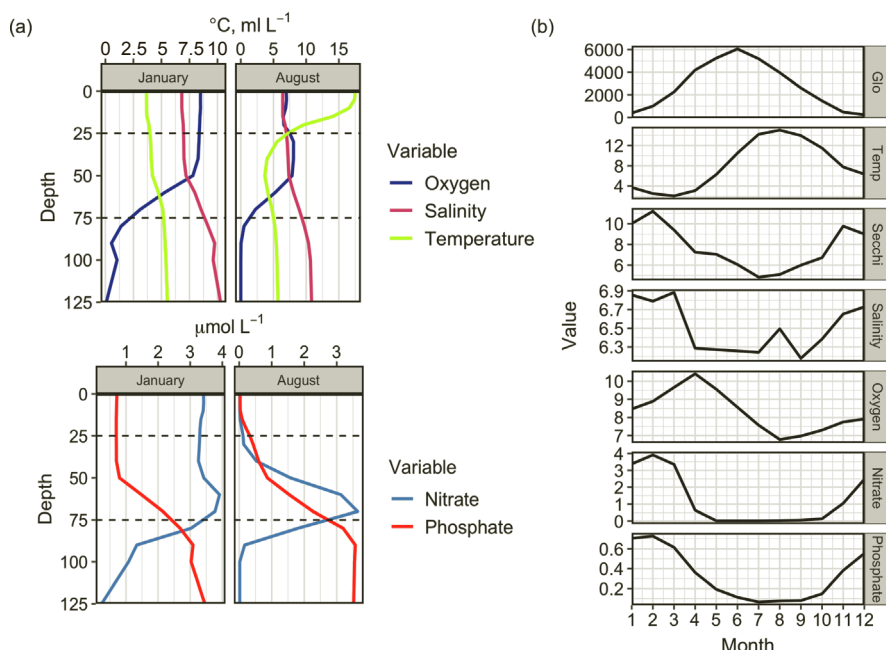 (a)
°C, ml L⁻¹
0 2.5 5 7.5 10 0 5 10 15
January August
0
25
50
75
100
125
Depth
Variable
Oxygen
Salinity
Temperature
μmol L⁻¹
1 2 3 4 0 1 2 3
January August
0
25
50
75
100
125
Depth
Variable
Nitrate
Phosphate
(b)
Value
6000
4000
2000
0
Glo
12
8
4
Temp
10
8
6
Secchi
6.9
6.7
6.5
6.3
Salinity
10
9
8
7
Oxygen
4
3
2
1
0
Nitrate
0.6
0.4
0.2
Phosphate
1 2 3 4 5 6 7 8 9 10 11 12
Month